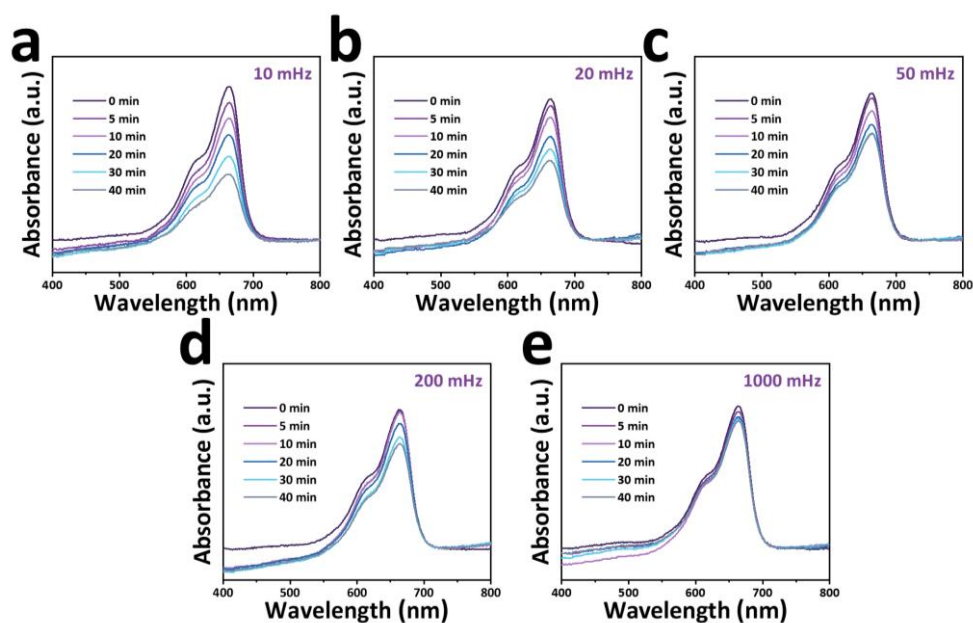 a
10 mHz
0 min
5 min
10 min
20 min
30 min
40 min
Absorbance (a.u.)
400 500 600 700 800
Wavelength (nm)
b
20 mHz
0 min
5 min
10 min
20 min
30 min
40 min
Absorbance (a.u.)
400 500 600 700 800
Wavelength (nm)
c
50 mHz
0 min
5 min
10 min
20 min
30 min
40 min
Absorbance (a.u.)
400 500 600 700 800
Wavelength (nm)
d
200 mHz
0 min
5 min
10 min
20 min
30 min
40 min
Absorbance (a.u.)
400 500 600 700 800
Wavelength (nm)
e
1000 mHz
0 min
5 min
10 min
20 min
30 min
40 min
Absorbance (a.u.)
400 500 600 700 800
Wavelength (nm)